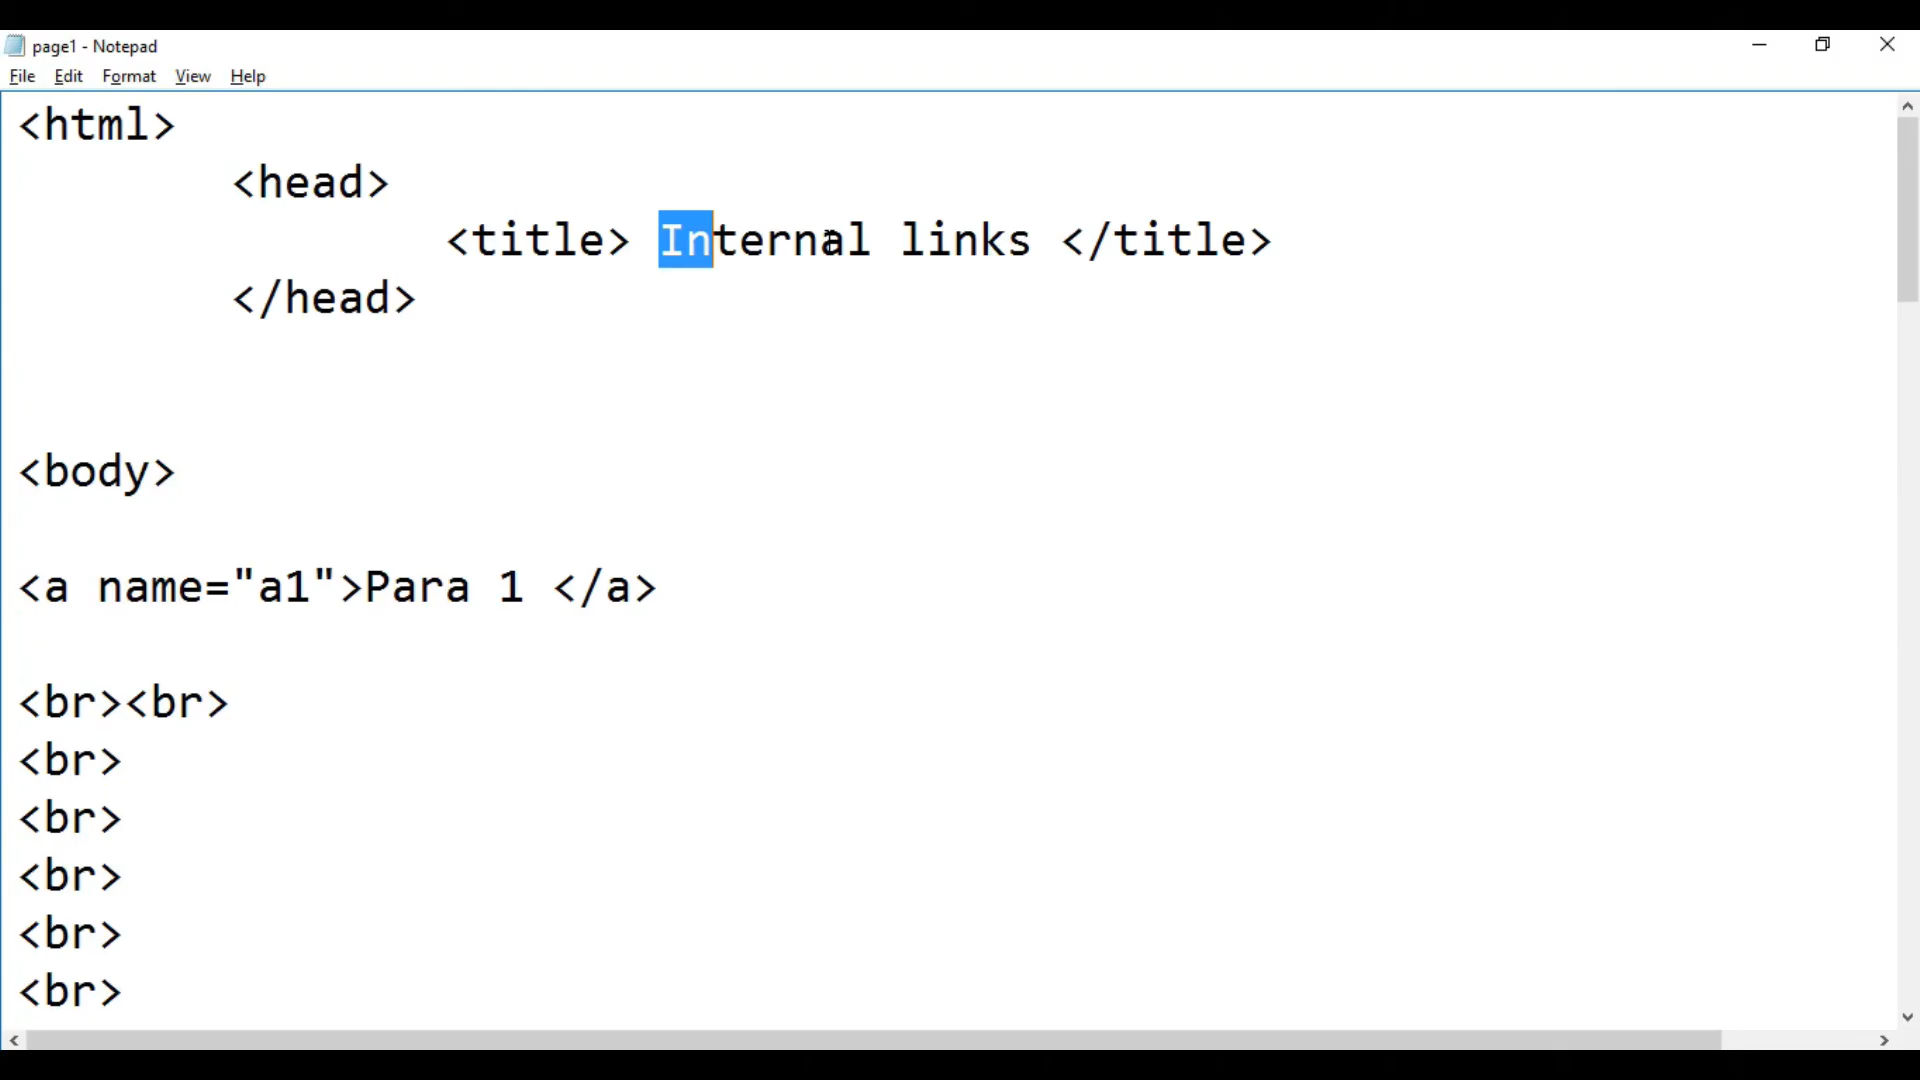 page1 - Notepad
File Edit Format View Help
<html>
<head>
<title> Internal links </title>
</head>
<body>
<a name="a1">Para 1 </a>
<br><br>
<br>
<br>
<br>
<br>
<br>